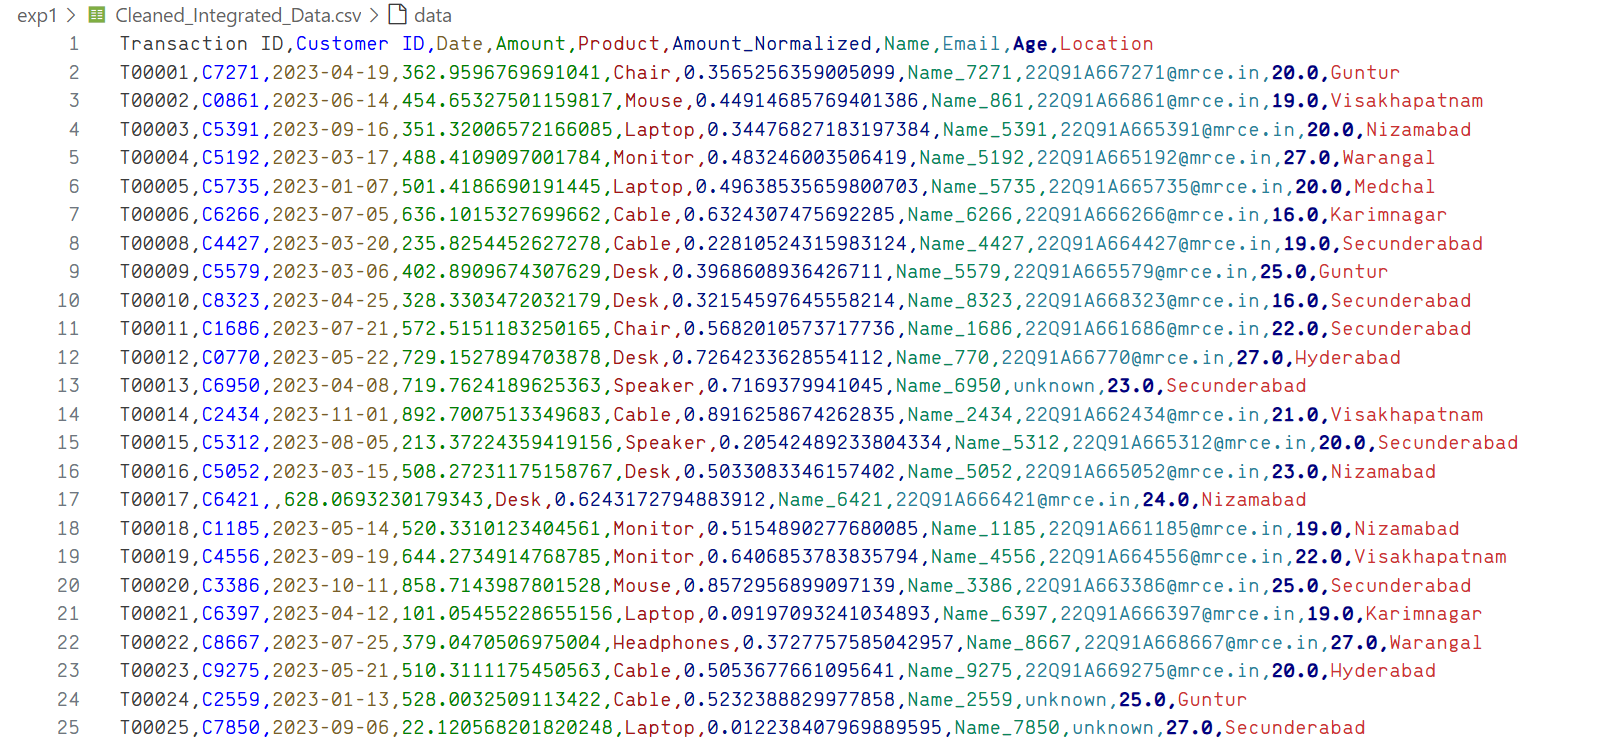 exp1 > Cleaned_Integrated_Data.csv > data
1 Transaction ID,Customer ID,Date,Amount,Product,Amount_Normalized,Name,Email,Age,Location
2 T00001,C7271,2023-04-19,362.9596769691041,Chair,0.3565256359005099,Name_7271,22Q91A667271@mrce.in,20.0,Guntur
3 T00002,C0861,2023-06-14,454.65327501159817,Mouse,0.44914685769401386,Name_861,22Q91A66861@mrce.in,19.0,Visakhapatnam
4 T00003,C5391,2023-09-16,351.32006572166085,Laptop,0.34476827183197384,Name_5391,22Q91A665391@mrce.in,20.0,Nizamabad
5 T00004,C5192,2023-03-17,488.4109097001784,Monitor,0.483246003506419,Name_5192,22Q91A665192@mrce.in,27.0,Warangal
6 T00005,C5735,2023-01-07,501.4186690191445,Laptop,0.49638535659800703,Name_5735,22Q91A665735@mrce.in,20.0,Medchal
7 T00006,C6266,2023-07-05,636.1015327699662,Cable,0.6324307475692285,Name_6266,22Q91A666266@mrce.in,16.0,Karimnagar
8 T00008,C4427,2023-03-20,235.8254452627278,Cable,0.22810524315983124,Name_4427,22Q91A664427@mrce.in,19.0,Secunderabad
9 T00009,C5579,2023-03-06,402.8909674307629,Desk,0.3968608936426711,Name_5579,22Q91A665579@mrce.in,25.0,Guntur
10 T00010,C8323,2023-04-25,328.3303472032179,Desk,0.32154597645558214,Name_8323,22Q91A668323@mrce.in,16.0,Secunderabad
11 T00011,C1686,2023-07-21,572.5151183250165,Chair,0.5682010573717736,Name_1686,22Q91A661686@mrce.in,22.0,Secunderabad
12 T00012,C0770,2023-05-22,729.1527894703878,Desk,0.7264233628554112,Name_770,22Q91A66770@mrce.in,27.0,Hyderabad
13 T00013,C6950,2023-04-08,719.7624189625363,Speaker,0.7169379941045,Name_6950,unknown,23.0,Secunderabad
14 T00014,C2434,2023-11-01,892.7007513349683,Cable,0.8916258674262835,Name_2434,22Q91A662434@mrce.in,21.0,Visakhapatnam
15 T00015,C5312,2023-08-05,213.37224359419156,Speaker,0.20542489233804334,Name_5312,22Q91A665312@mrce.in,20.0,Secunderabad
16 T00016,C5052,2023-03-15,508.27231175158767,Desk,0.5033083346157402,Name_5052,22Q91A665052@mrce.in,23.0,Nizamabad
17 T00017,C6421,,628.0693230179343,Desk,0.6243172794883912,Name_6421,22Q91A666421@mrce.in,24.0,Nizamabad
18 T00018,C1185,2023-05-14,520.3310123404561,Monitor,0.5154890277680085,Name_1185,22Q91A661185@mrce.in,19.0,Nizamabad
19 T00019,C4556,2023-09-19,644.2734914768785,Monitor,0.6406853783835794,Name_4556,22Q91A664556@mrce.in,22.0,Visakhapatnam
20 T00020,C3386,2023-10-11,858.7143987801528,Mouse,0.8572956899097139,Name_3386,22Q91A663386@mrce.in,25.0,Secunderabad
21 T00021,C6397,2023-04-12,101.05455228655156,Laptop,0.09197093241034893,Name_6397,22Q91A666397@mrce.in,19.0,Karimnagar
22 T00022,C8667,2023-07-25,379.0470506975004,Headphones,0.3727757585042957,Name_8667,22Q91A668667@mrce.in,27.0,Warangal
23 T00023,C9275,2023-05-21,510.3111175450563,Cable,0.5053677661095641,Name_9275,22Q91A669275@mrce.in,20.0,Hyderabad
24 T00024,C2559,2023-01-13,528.0032509113422,Cable,0.5232388829977858,Name_2559,unknown,25.0,Guntur
25 T00025,C7850,2023-09-06,22.120568201820248,Laptop,0.012238407969889595,Name_7850,unknown,27.0,Secunderabad